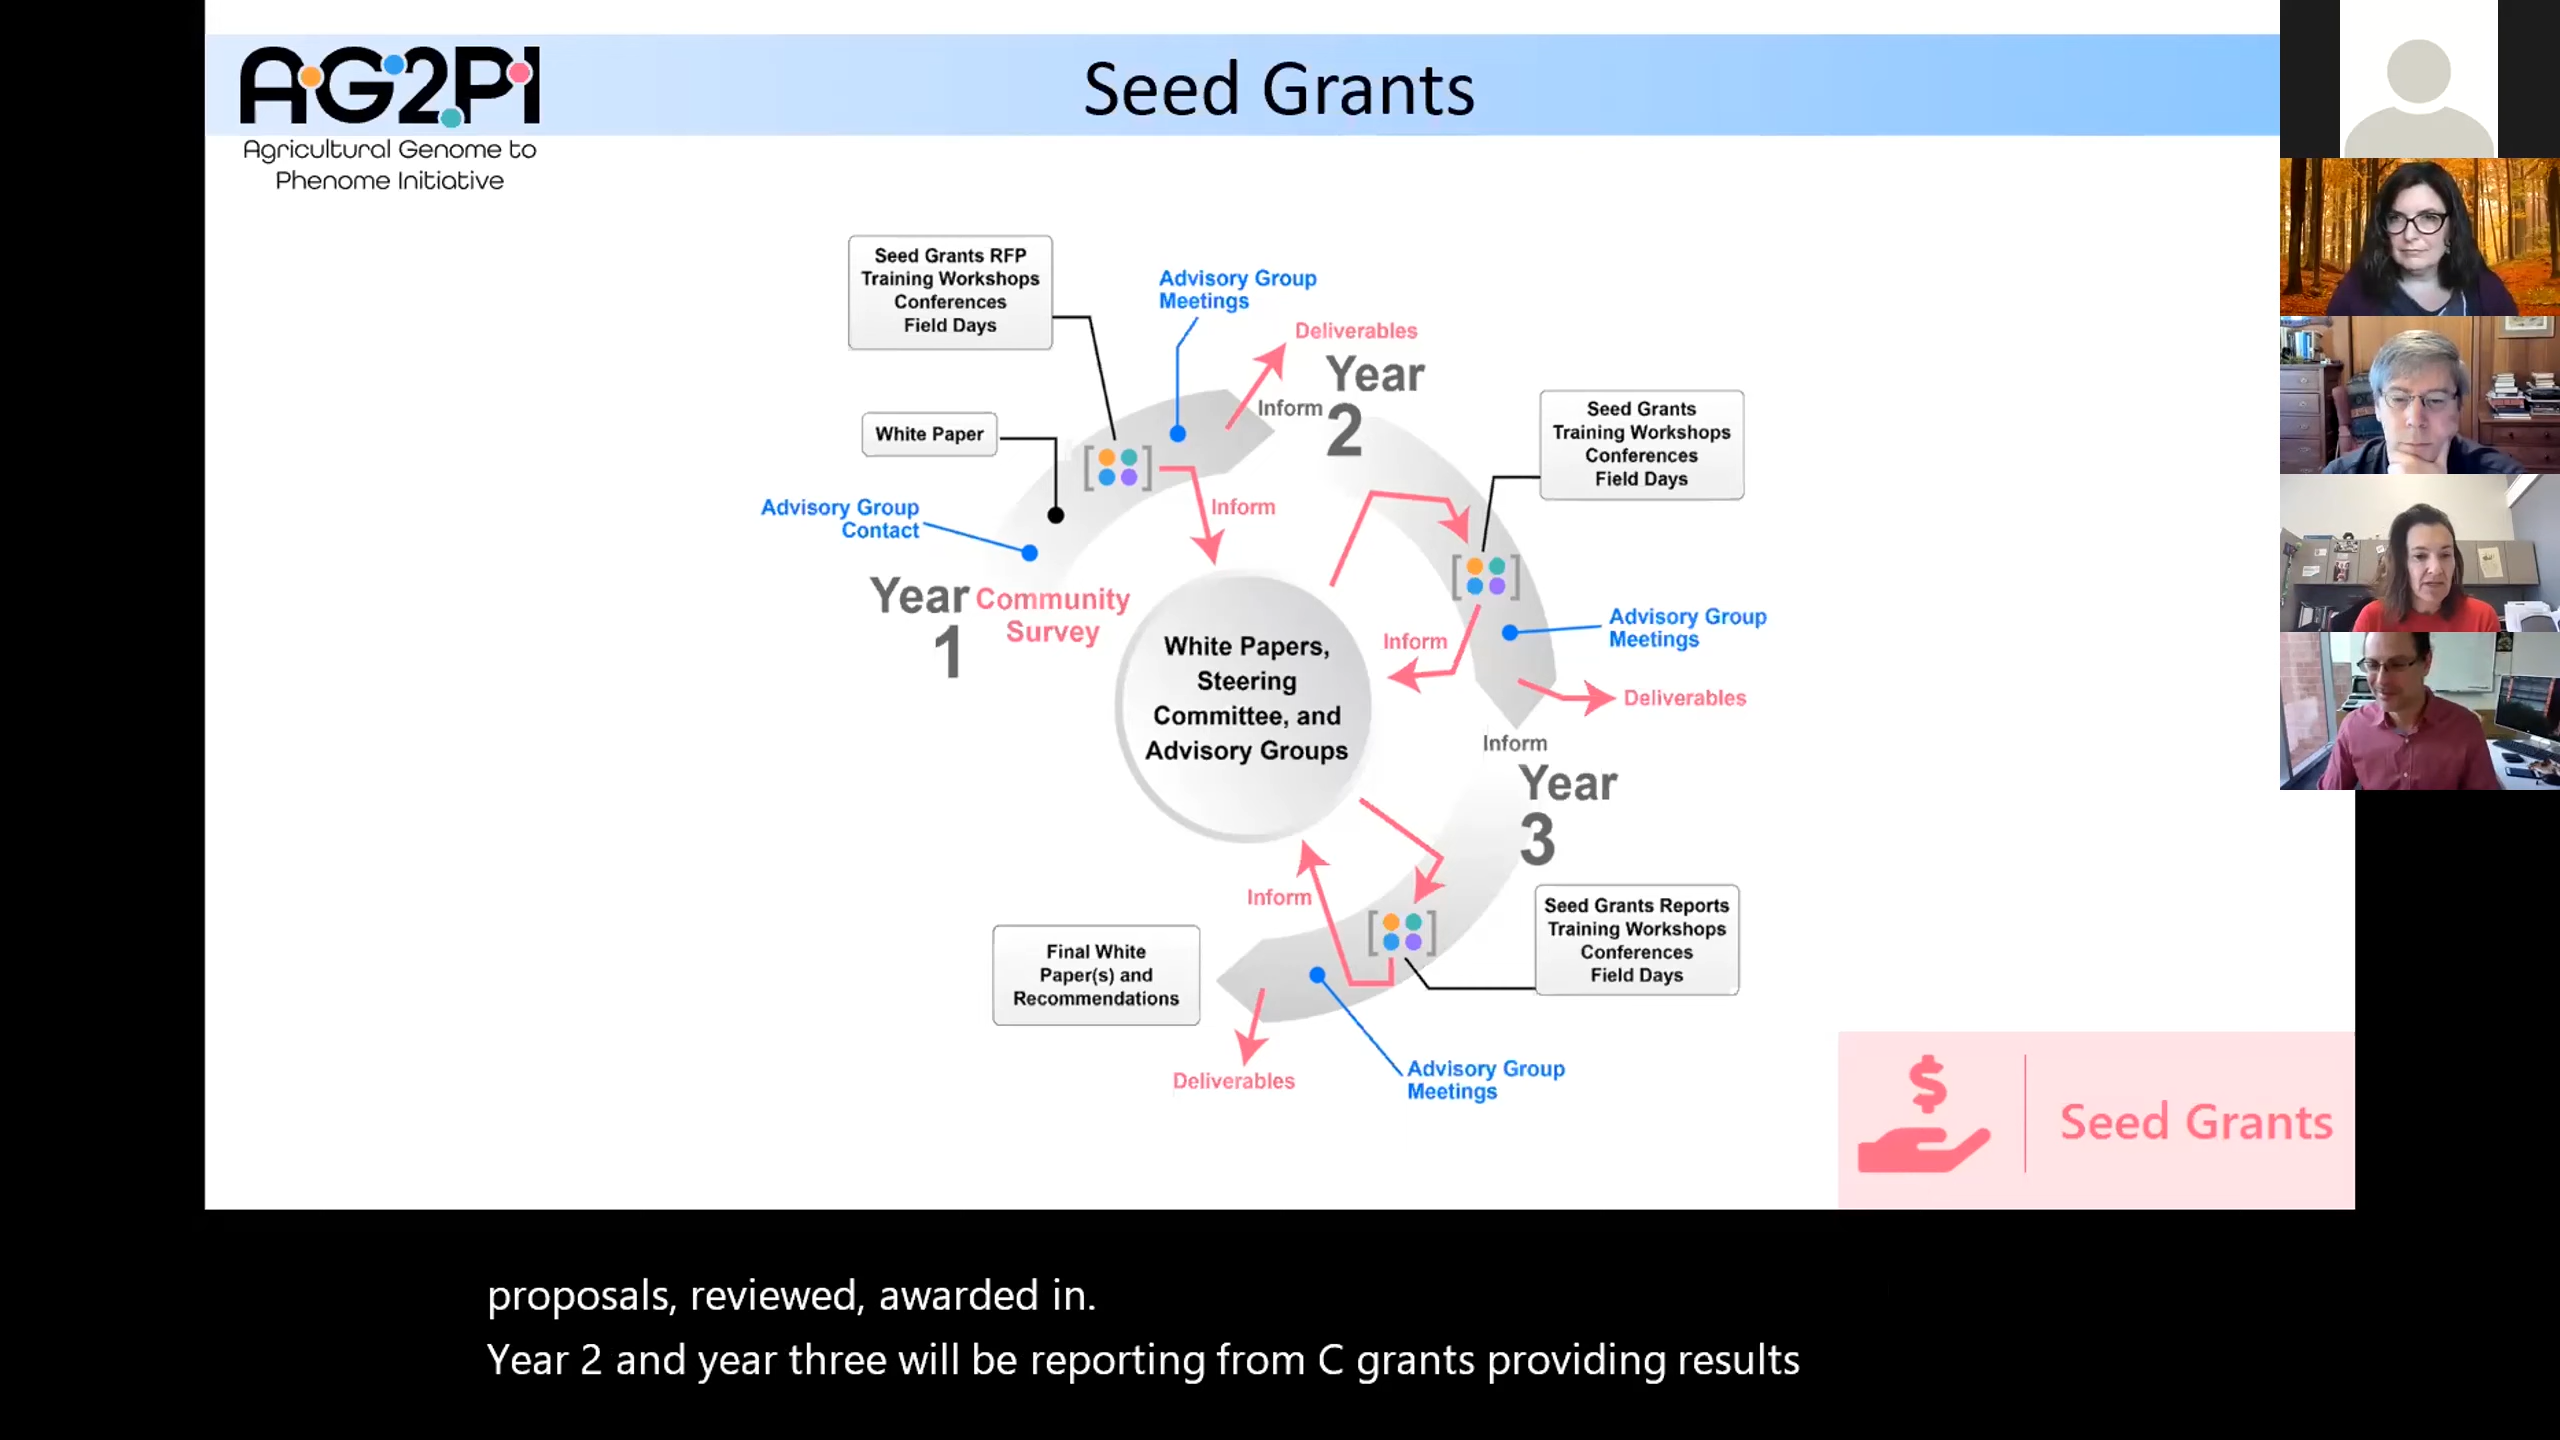 AG2PI
Agricultural Genome to
Phenome Initiative
Seed Grants
Seed Grants RFP
Training Workshops
Conferences
Field Days
Advisory Group
Meetings
Deliverables
White Paper
Inform
Year
2
Seed Grants
Training Workshops
Conferences
Field Days
Advisory Group
Contact
Inform
Year
1
Community
Survey
White Papers,
Steering
Committee, and
Advisory Groups
Inform
Advisory Group
Meetings
Deliverables
Inform
Year
3
Inform
Seed Grants Reports
Training Workshops
Conferences
Field Days
Final White
Paper(s) and
Recommendations
Deliverables
Advisory Group
Meetings
$
Seed Grants
proposals, reviewed, awarded in.
Year 2 and year three will be reporting from C grants providing results